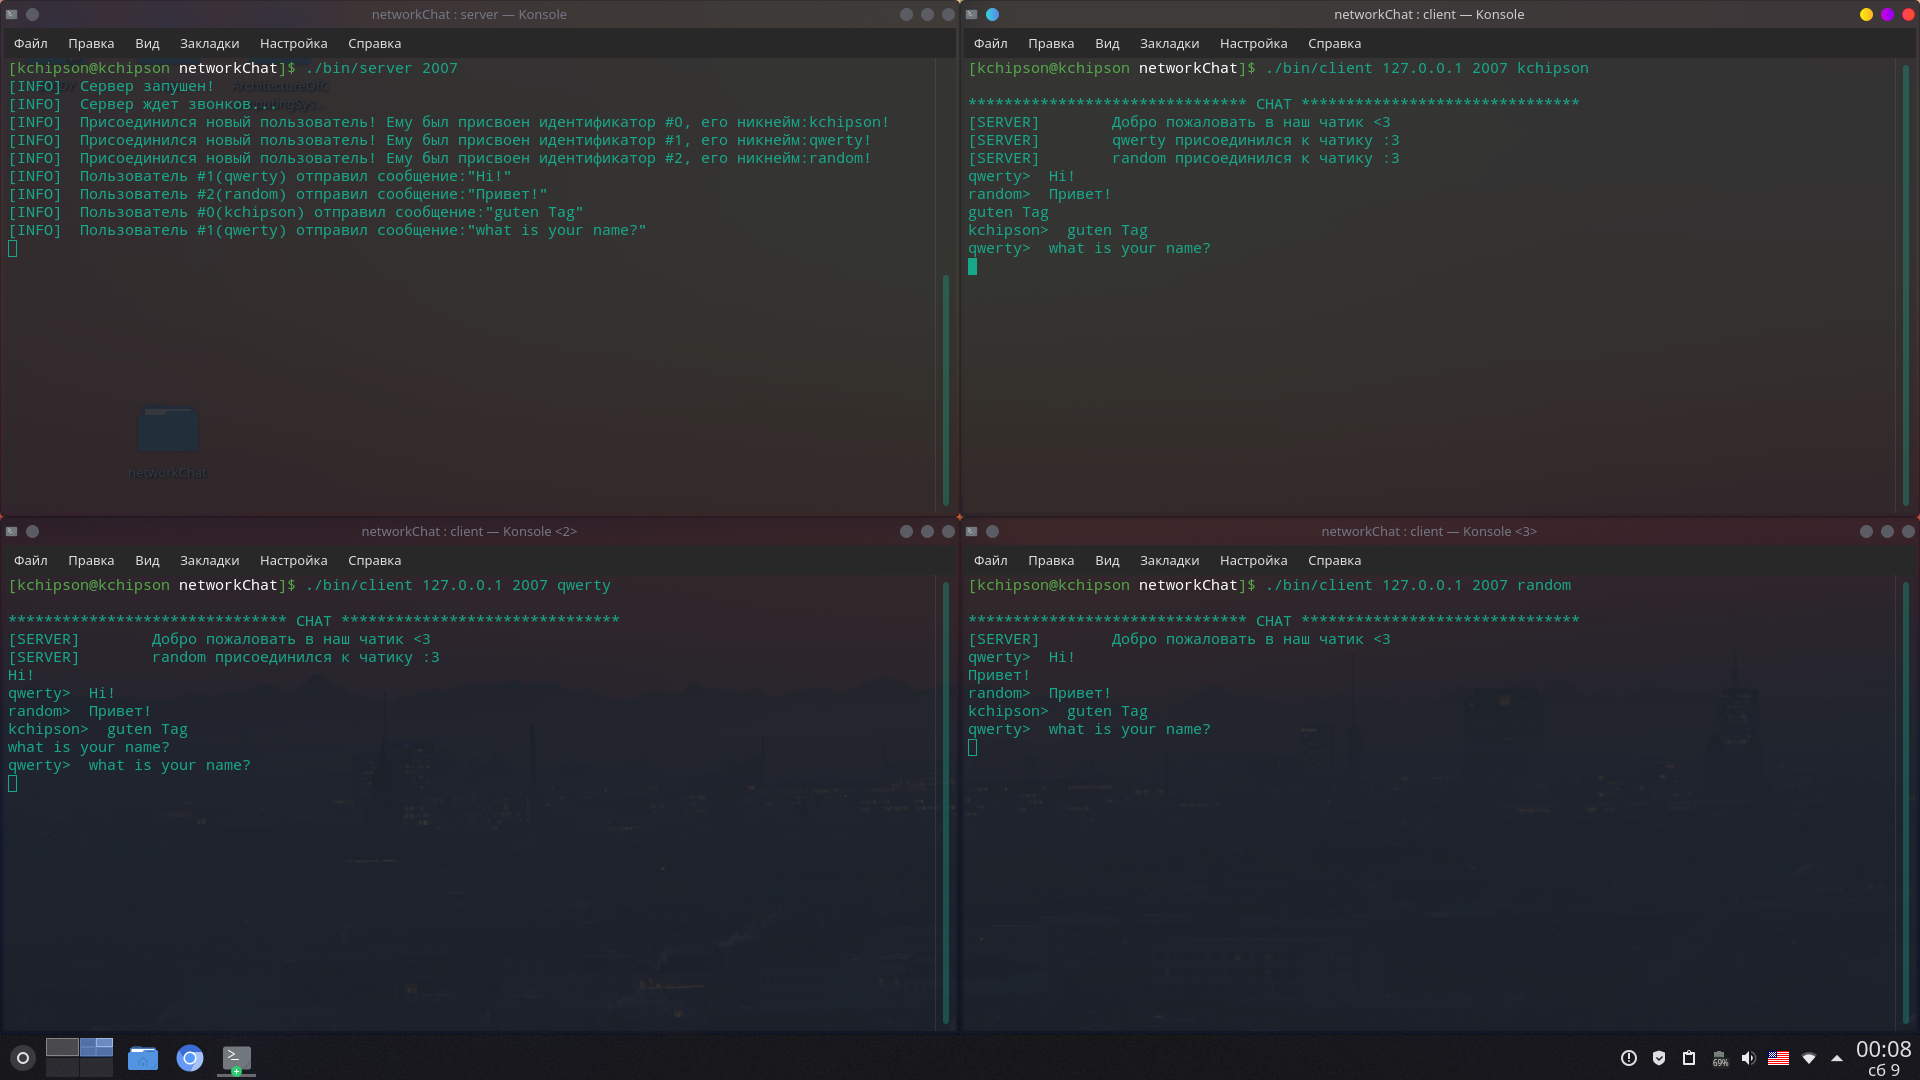 networkChat : server — Konsole
Файл Правка Вид Закладки Настройка Справка
[kchipson@kchipson networkChat]$ ./bin/server 2007
[INFO]  Сервер запушен!
[INFO]  Сервер ждет звонков...
[INFO]  Присоединился новый пользователь! Ему был присвоен идентификатор #0, его никнейм:kchipson!
[INFO]  Присоединился новый пользователь! Ему был присвоен идентификатор #1, его никнейм:qwerty!
[INFO]  Присоединился новый пользователь! Ему был присвоен идентификатор #2, его никнейм:random!
[INFO]  Пользователь #1(qwerty) отправил сообщение:"Hi!"
[INFO]  Пользователь #2(random) отправил сообщение:"Привет!"
[INFO]  Пользователь #0(kchipson) отправил сообщение:"guten Tag"
[INFO]  Пользователь #1(qwerty) отправил сообщение:"what is your name?"
networkChat
networkChat : client — Konsole
Файл Правка Вид Закладки Настройка Справка
[kchipson@kchipson networkChat]$ ./bin/client 127.0.0.1 2007 kchipson
******************************* CHAT *******************************
[SERVER]        Добро пожаловать в наш чатик <3
[SERVER]        qwerty присоединился к чатику :3
[SERVER]        random присоединился к чатику :3
qwerty>  Hi!
random>  Привет!
guten Tag
kchipson>  guten Tag
qwerty>  what is your name?
networkChat : client — Konsole <2>
Файл Правка Вид Закладки Настройка Справка
[kchipson@kchipson networkChat]$ ./bin/client 127.0.0.1 2007 qwerty
******************************* CHAT *******************************
[SERVER]        Добро пожаловать в наш чатик <3
[SERVER]        random присоединился к чатику :3
Hi!
qwerty>  Hi!
random>  Привет!
kchipson>  guten Tag
what is your name?
qwerty>  what is your name?
networkChat : client — Konsole <3>
Файл Правка Вид Закладки Настройка Справка
[kchipson@kchipson networkChat]$ ./bin/client 127.0.0.1 2007 random
******************************* CHAT *******************************
[SERVER]        Добро пожаловать в наш чатик <3
qwerty>  Hi!
Привет!
random>  Привет!
kchipson>  guten Tag
qwerty>  what is your name?
69%
00:08
сб 9